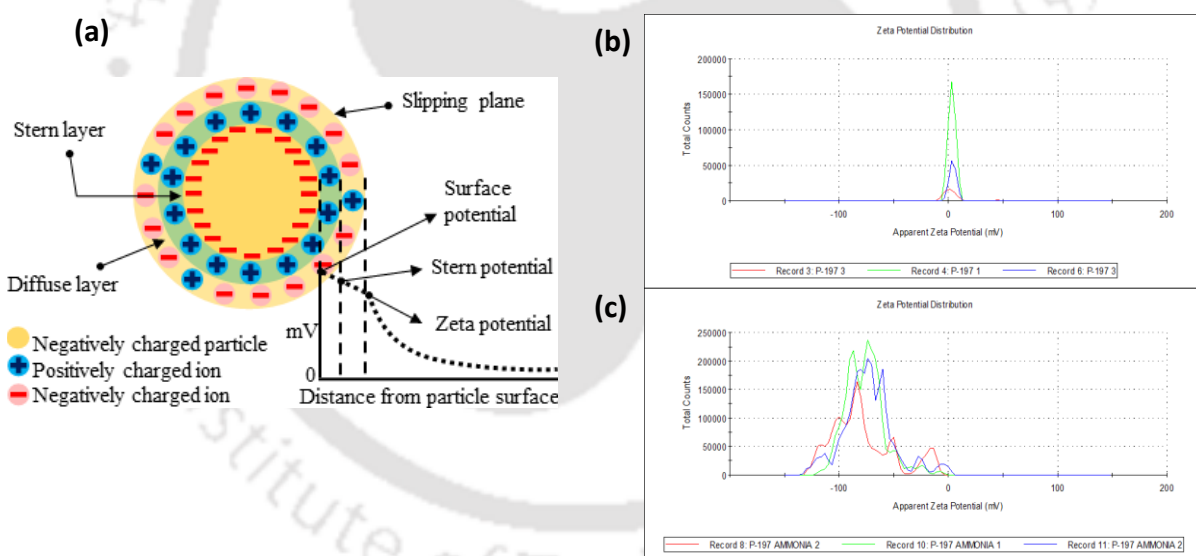 (a)
Stern layer
Diffuse layer
Slipping plane
Surface
potential
Stern potential
Zeta potential
mV
0
Distance from particle surface
Negatively charged particle
Positively charged ion
Negatively charged ion
(b)
Zeta Potential Distribution
Total Counts
200000
150000
100000
50000
0
-100
0
100
200
Apparent Zeta Potential (mV)
Record 3: P-197 3
Record 4: P-197 1
Record 6: P-197 3
(c)
Zeta Potential Distribution
Total Counts
250000
200000
150000
100000
50000
0
-100
0
100
200
Apparent Zeta Potential (mV)
Record 8: P-197 AMMONIA 2
Record 10: P-197 AMMONIA 1
Record 11: P-197 AMMONIA 2
stitute of